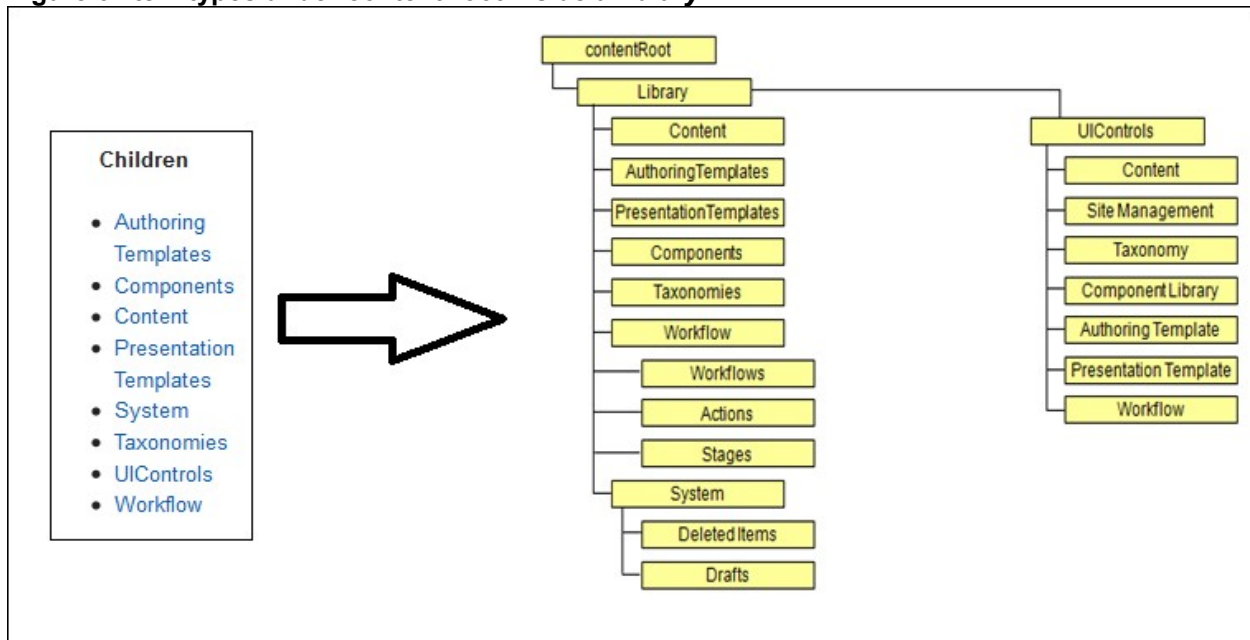 Children
Authoring
Templates
Components
Content
Presentation
Templates
System
Taxonomies
UIControls
Workflow
contentRoot
Library
Content
AuthoringTemplates
PresentationTemplates
Components
Taxonomies
Workflow
Workflows
Actions
Stages
System
Deleted Items
Drafts
UIControls
Content
Site Management
Taxonomy
Component Library
Authoring Template
Presentation Template
Workflow